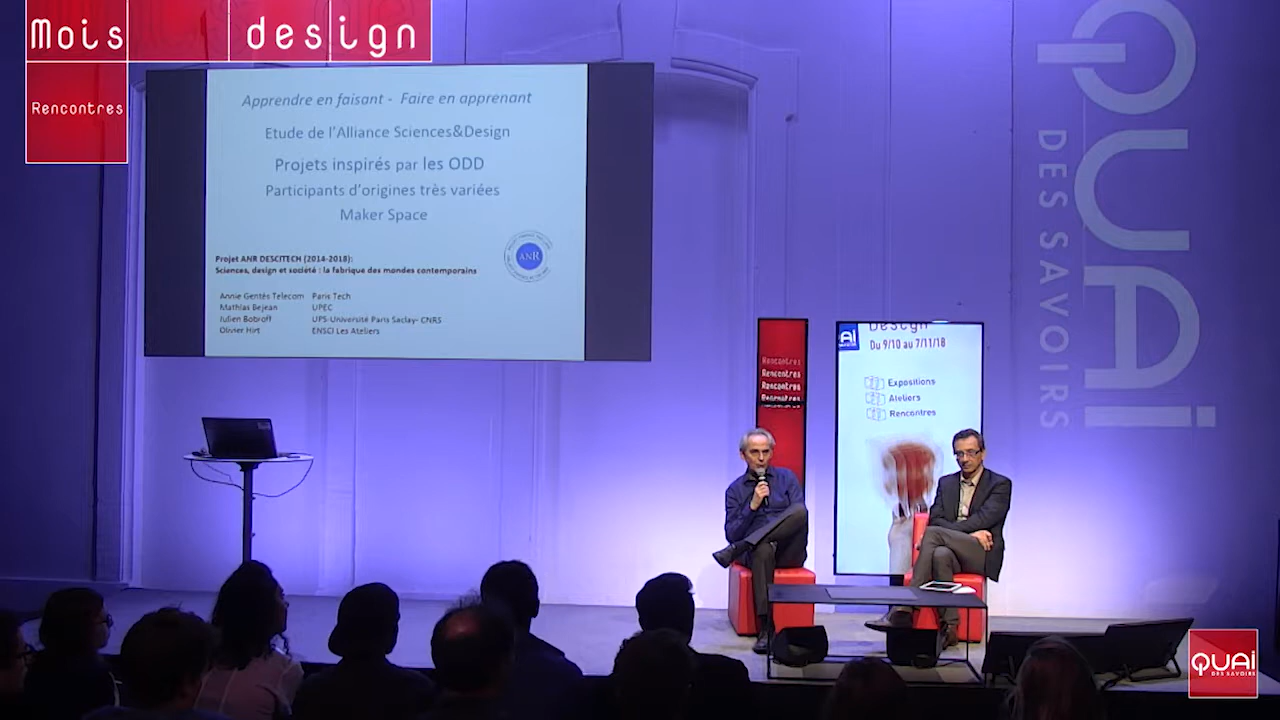 Mois design
Rencontres
Apprendre en faisant - Faire en apprenant
Etude de l'Alliance Sciences&Design
Projets inspirés par les ODD
Participants d'origines très variées
Maker Space
ANR
Projet ANR DESCITECH (2014-2018):
Sciences, design et société : la fabrique des mondes contemporains
Annie Gentès Telecom Paris Tech
Mathias Bejean UPEC
Julien Bobroff UPS-Université Paris Saclay- CNRS
Olivier Hirt ENSCI Les Ateliers
QUAi
DES SAVOIRS
Rencontres
Rencontres
Rencontres
Rencontres
Design
Du 9/10 au 7/11/18
Expositions
Ateliers
Rencontres
QUAi
DES SAVOIRS